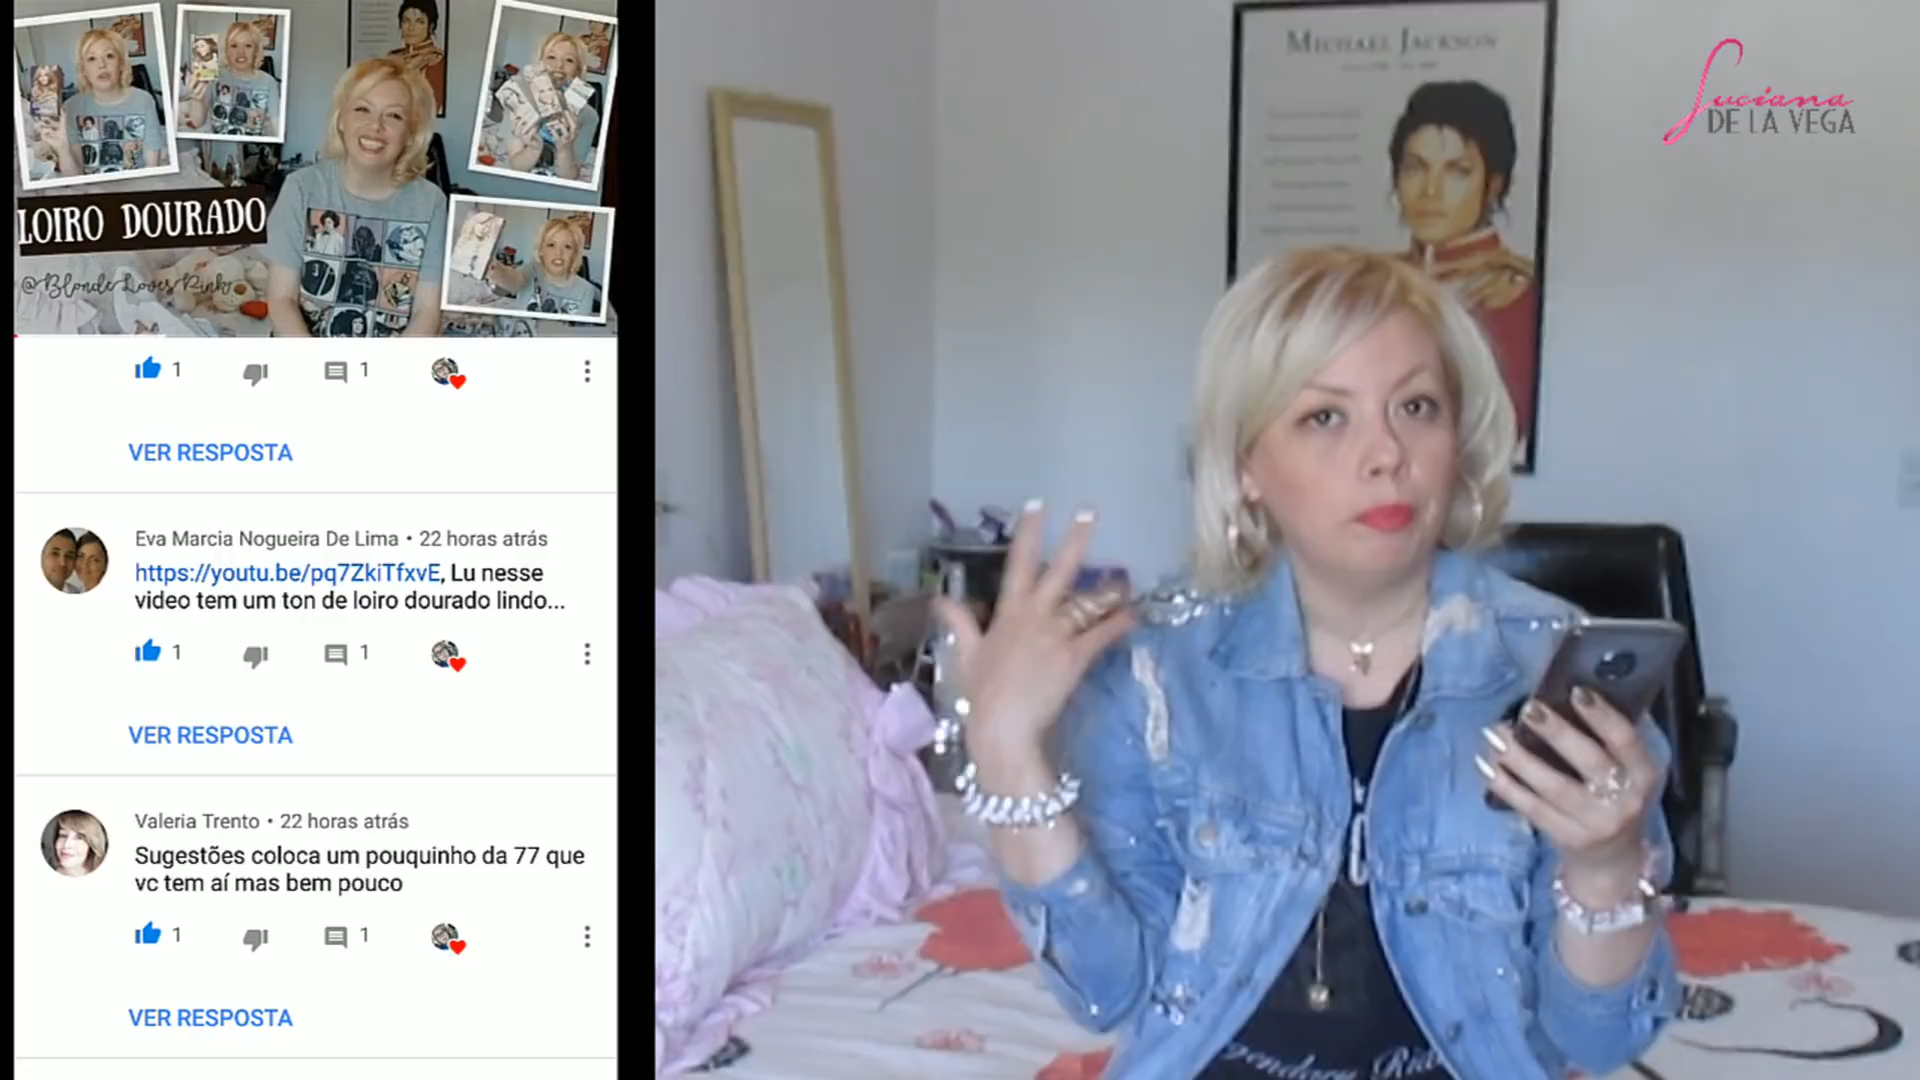 LOIRO DOURADO
@BlondeLovesPink
1
1
VER RESPOSTA
Eva Marcia Nogueira De Lima • 22 horas atrás
https://youtu.be/pq7ZkiTfxvE, Lu nesse
video tem um ton de loiro dourado lindo...
1
1
VER RESPOSTA
Valeria Trento • 22 horas atrás
Sugestões coloca um pouquinho da 77 que
vc tem aí mas bem pouco
1
1
VER RESPOSTA
MICHAEL JACKSON
Luciana
DE LA VEGA